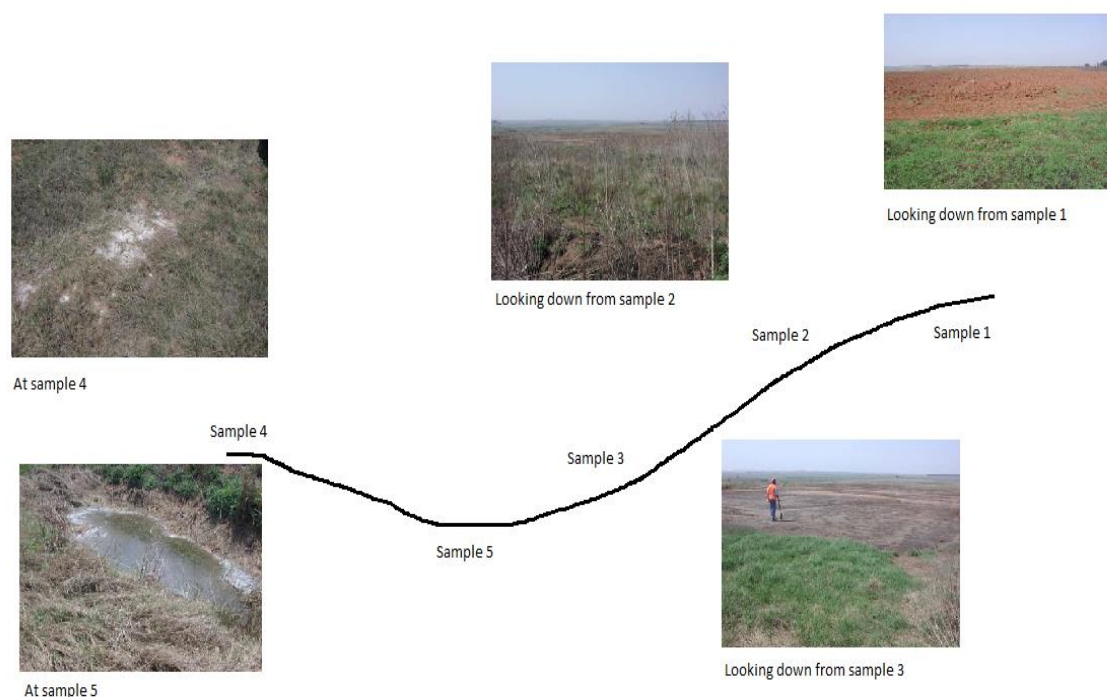 Looking down from sample 1
Looking down from sample 2
Sample 2
Sample 1
At sample 4
Sample 4
Sample 3
Sample 5
Looking down from sample 3
At sample 5